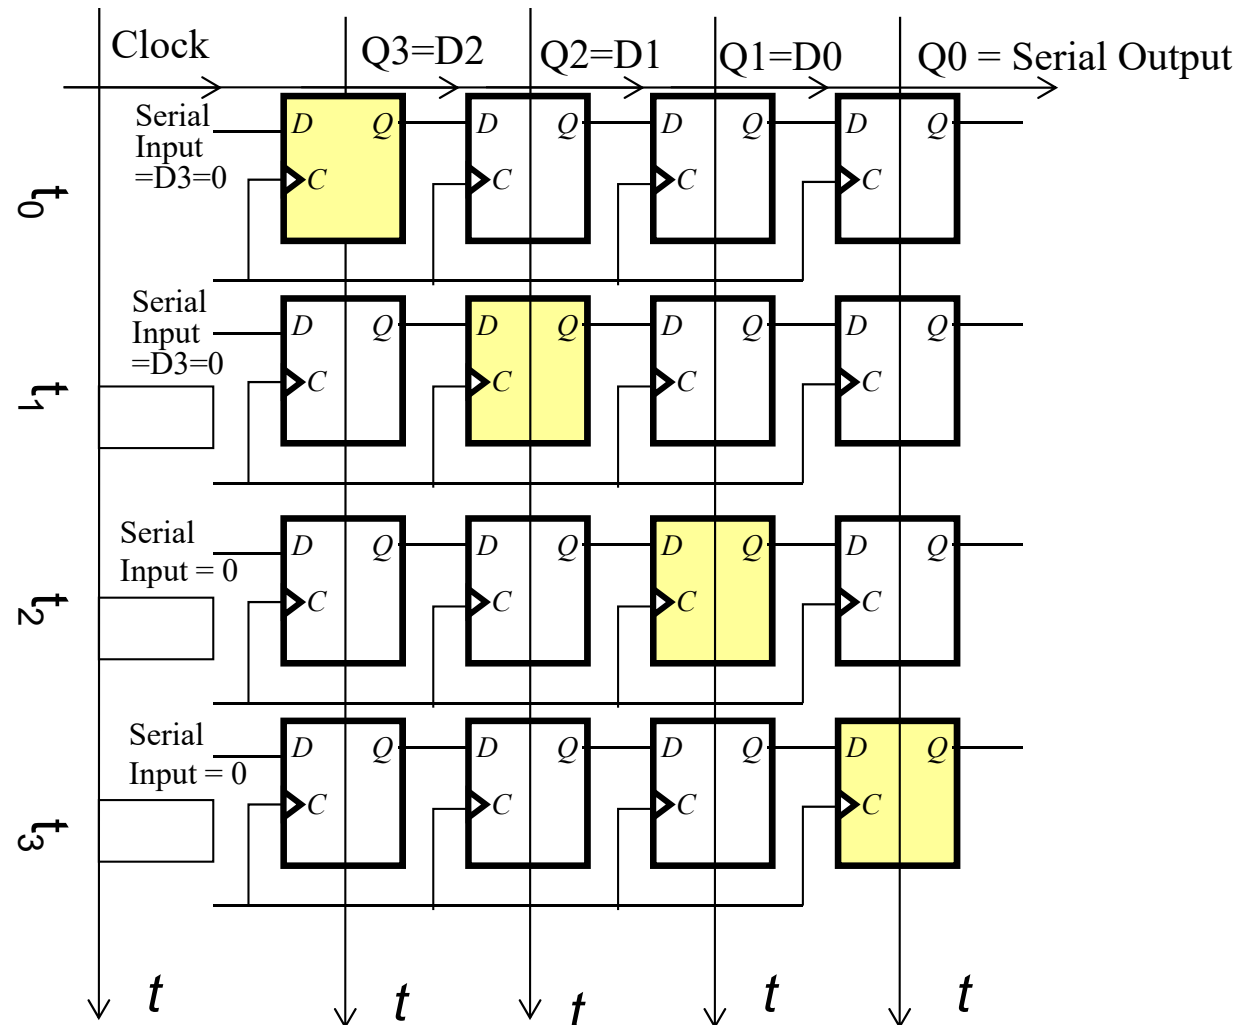 Clock
Q3=D2
Q2=D1
Q1=D0
Q0 = Serial Output
Serial
Input
=D3=0
D Q D Q D Q D Q
C C C C
t0
Serial
Input
=D3=0
D Q D Q D Q D Q
C C C C
t1
Serial
Input = 0
D Q D Q D Q D Q
C C C C
t2
Serial
Input = 0
D Q D Q D Q D Q
C C C C
t3
t t t t t